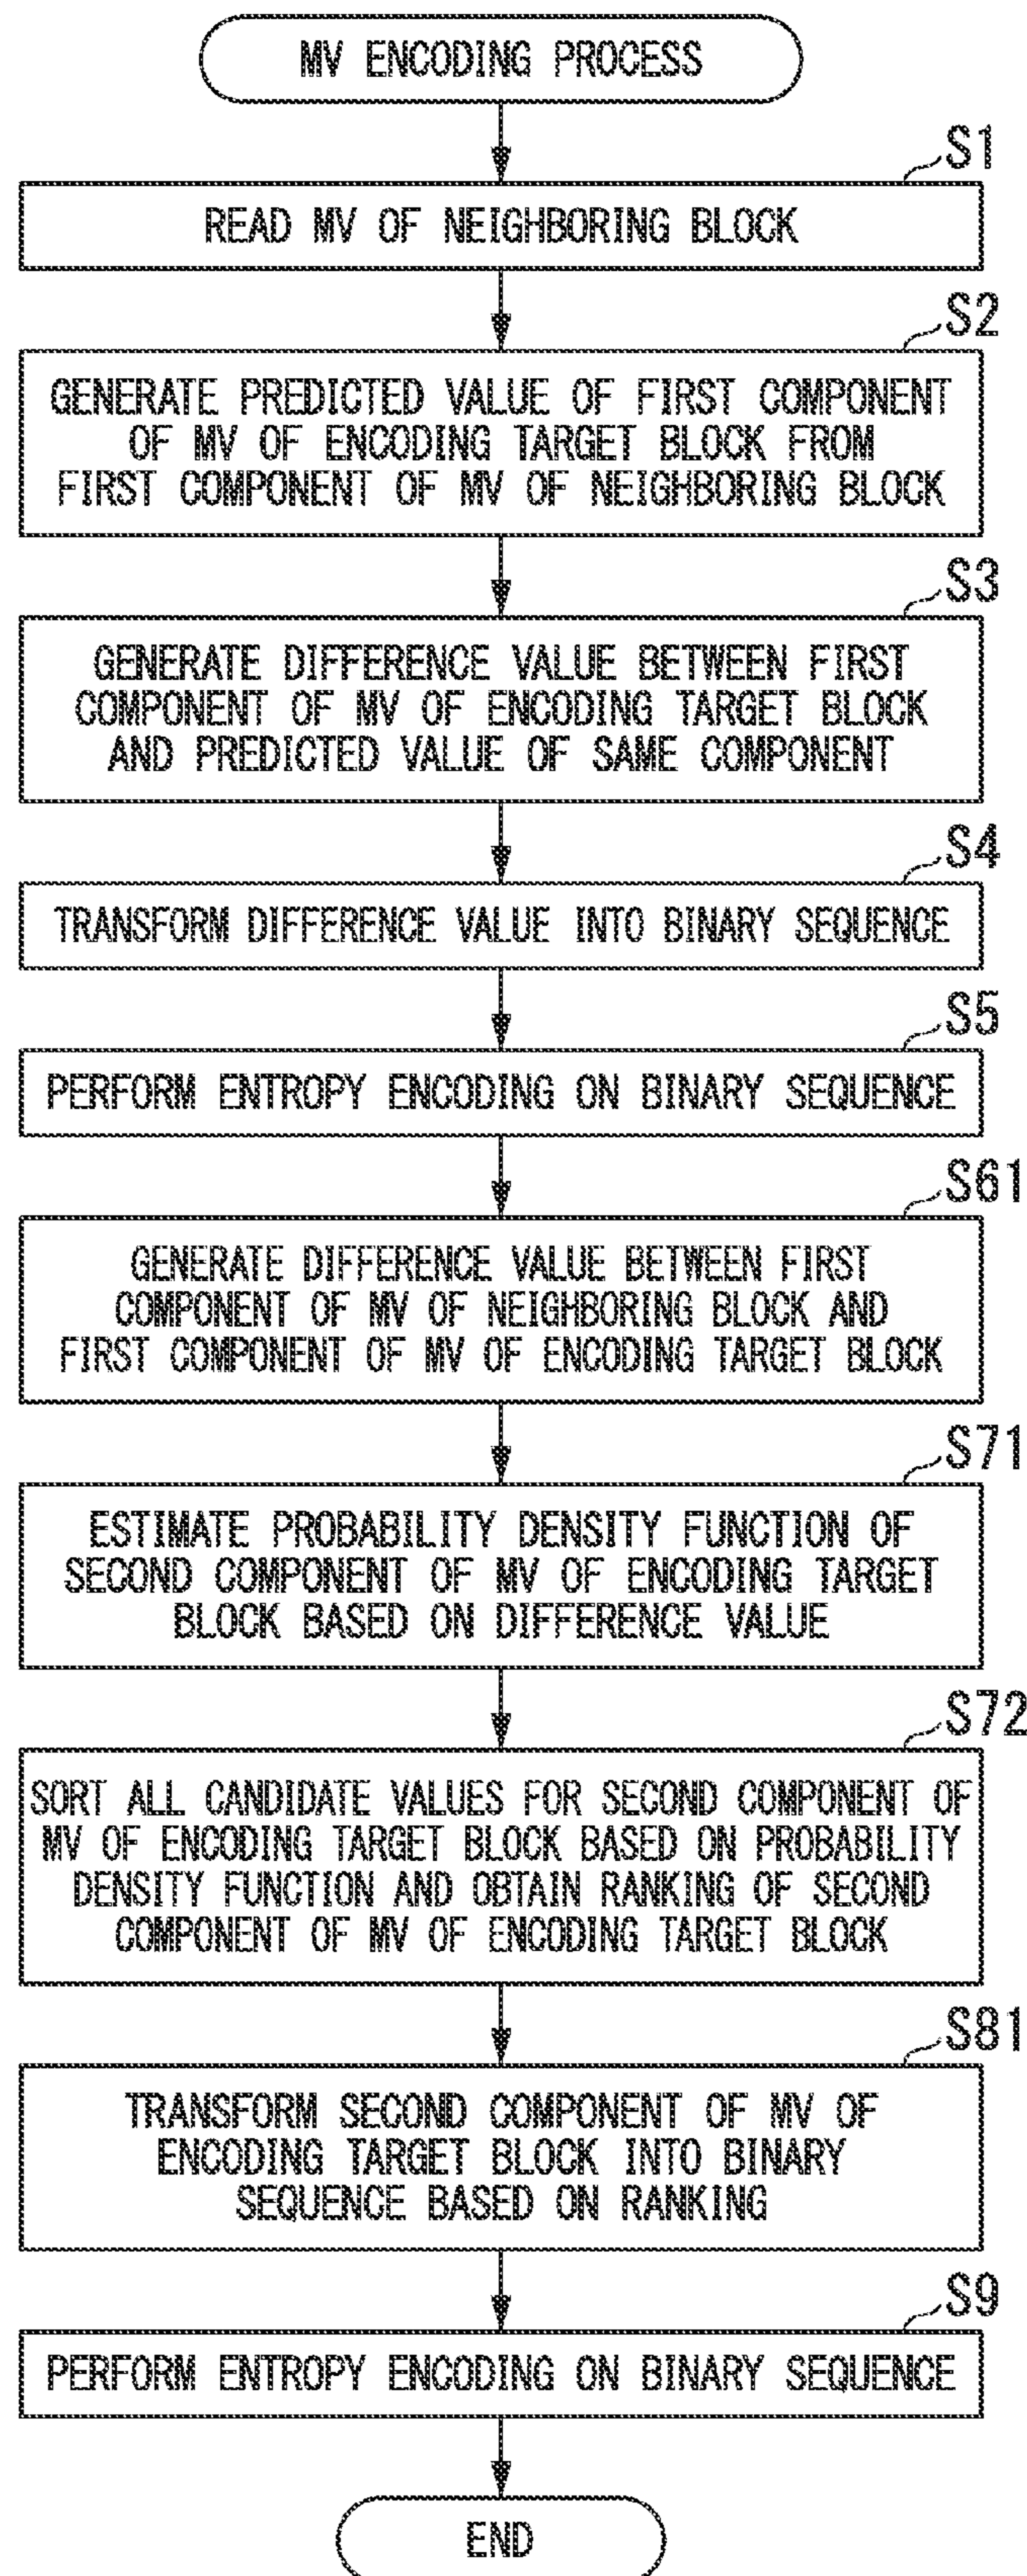 MV ENCODING PROCESS
S1
READ MV OF NEIGHBORING BLOCK
S2
GENERATE PREDICTED VALUE OF FIRST COMPONENT
OF MV OF ENCODING TARGET BLOCK FROM
FIRST COMPONENT OF MV OF NEIGHBORING BLOCK
S3
GENERATE DIFFERENCE VALUE BETWEEN FIRST
COMPONENT OF MV OF ENCODING TARGET BLOCK
AND PREDICTED VALUE OF SAME COMPONENT
S4
TRANSFORM DIFFERENCE VALUE INTO BINARY SEQUENCE
S5
PERFORM ENTROPY ENCODING ON BINARY SEQUENCE
S61
GENERATE DIFFERENCE VALUE BETWEEN FIRST
COMPONENT OF MV OF NEIGHBORING BLOCK AND
FIRST COMPONENT OF MV OF ENCODING TARGET BLOCK
S71
ESTIMATE PROBABILITY DENSITY FUNCTION OF
SECOND COMPONENT OF MV OF ENCODING TARGET
BLOCK BASED ON DIFFERENCE VALUE
S72
SORT ALL CANDIDATE VALUES FOR SECOND COMPONENT OF
MV OF ENCODING TARGET BLOCK BASED ON PROBABILITY
DENSITY FUNCTION AND OBTAIN RANKING OF SECOND
COMPONENT OF MV OF ENCODING TARGET BLOCK
S81
TRANSFORM SECOND COMPONENT OF MV OF
ENCODING TARGET BLOCK INTO BINARY
SEQUENCE BASED ON RANKING
S9
PERFORM ENTROPY ENCODING ON BINARY SEQUENCE
END